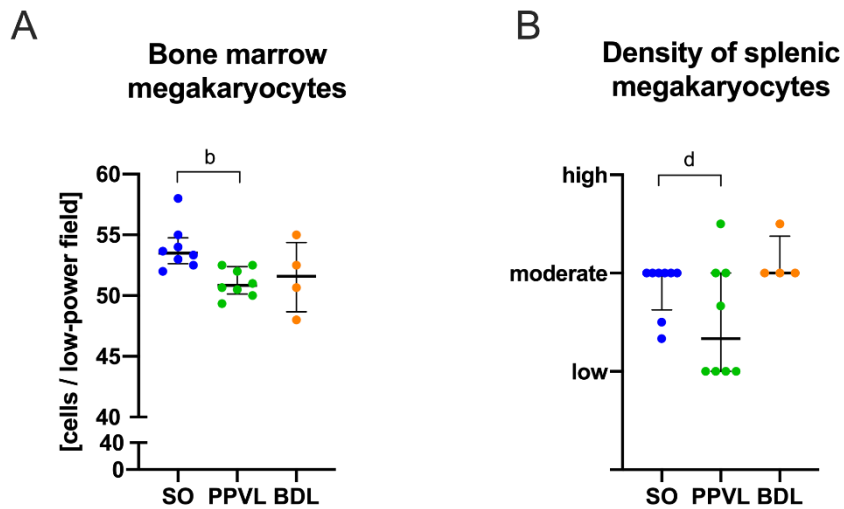 A
Bone marrow
megakaryocytes
[cells / low-power field]
b
60
55
50
45
40
40
0
SO PPVL BDL
B
Density of splenic
megakaryocytes
d
high
moderate
low
SO PPVL BDL